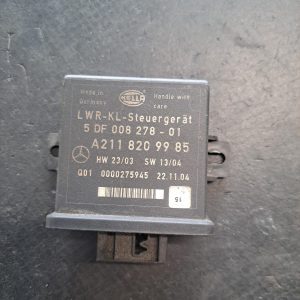 Made in
Germany
HELLA
Handle with
care
LWR-KL-Steuergerät
5 DF 008 278-01
A211 820 99 85
HW 23/03 SW 13/04
Q01 0000275945 22.11.04
15